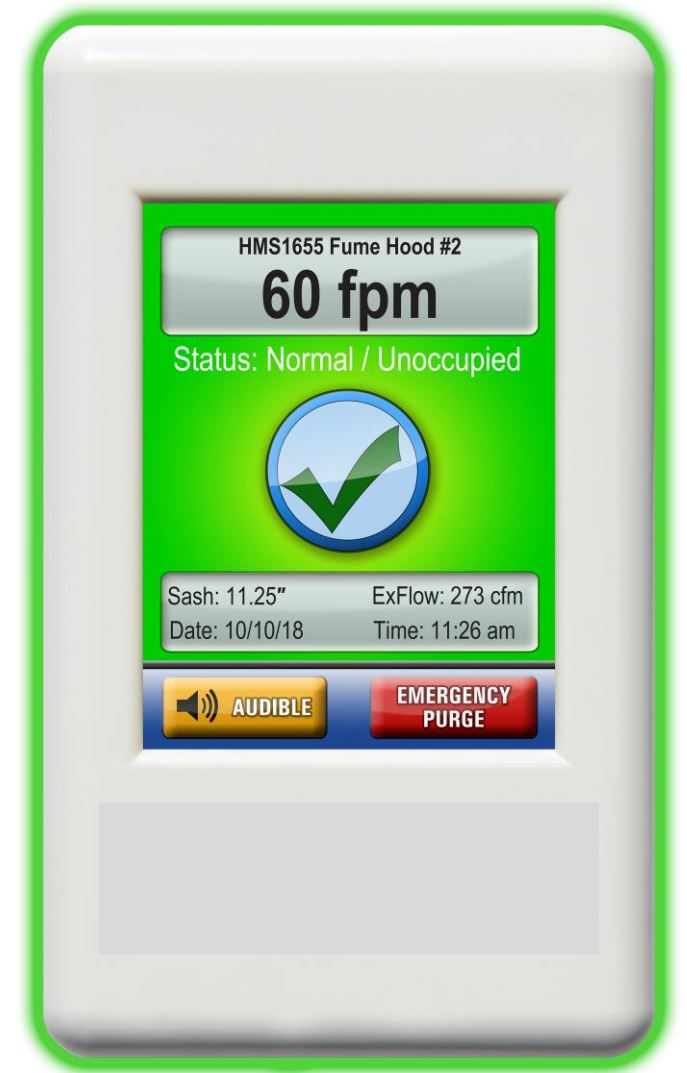 HMS1655 Fume Hood #2
60 fpm
Status: Normal / Unoccupied
Sash: 11.25″ ExFlow: 273 cfm
Date: 10/10/18 Time: 11:26 am
AUDIBLE
EMERGENCY
PURGE